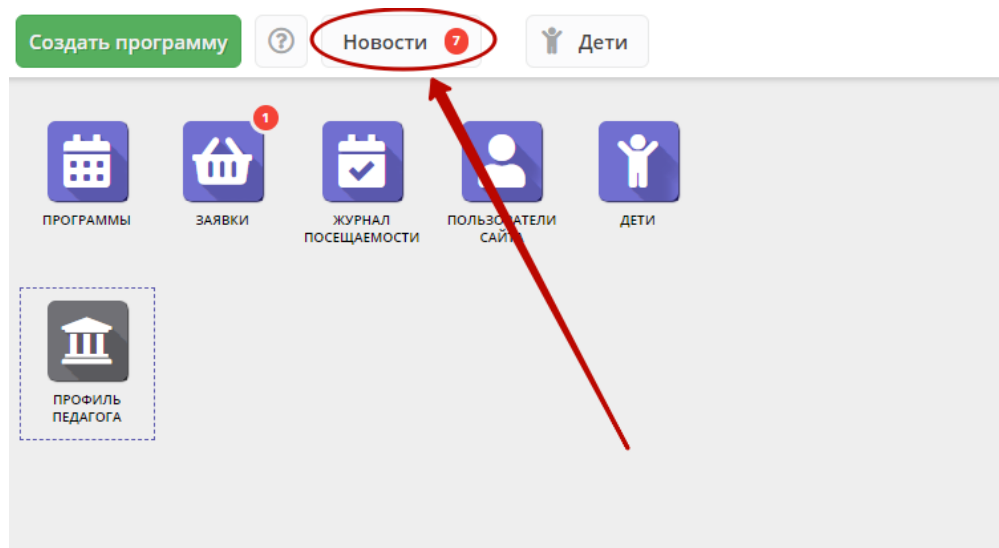 Создать программу
?
Новости 7
Дети
1
ПРОГРАММЫ
ЗАЯВКИ
ЖУРНАЛ
ПОСЕЩАЕМОСТИ
ПОЛЬЗОВАТЕЛИ
САЙТА
ДЕТИ
ПРОФИЛЬ
ПЕДАГОГА